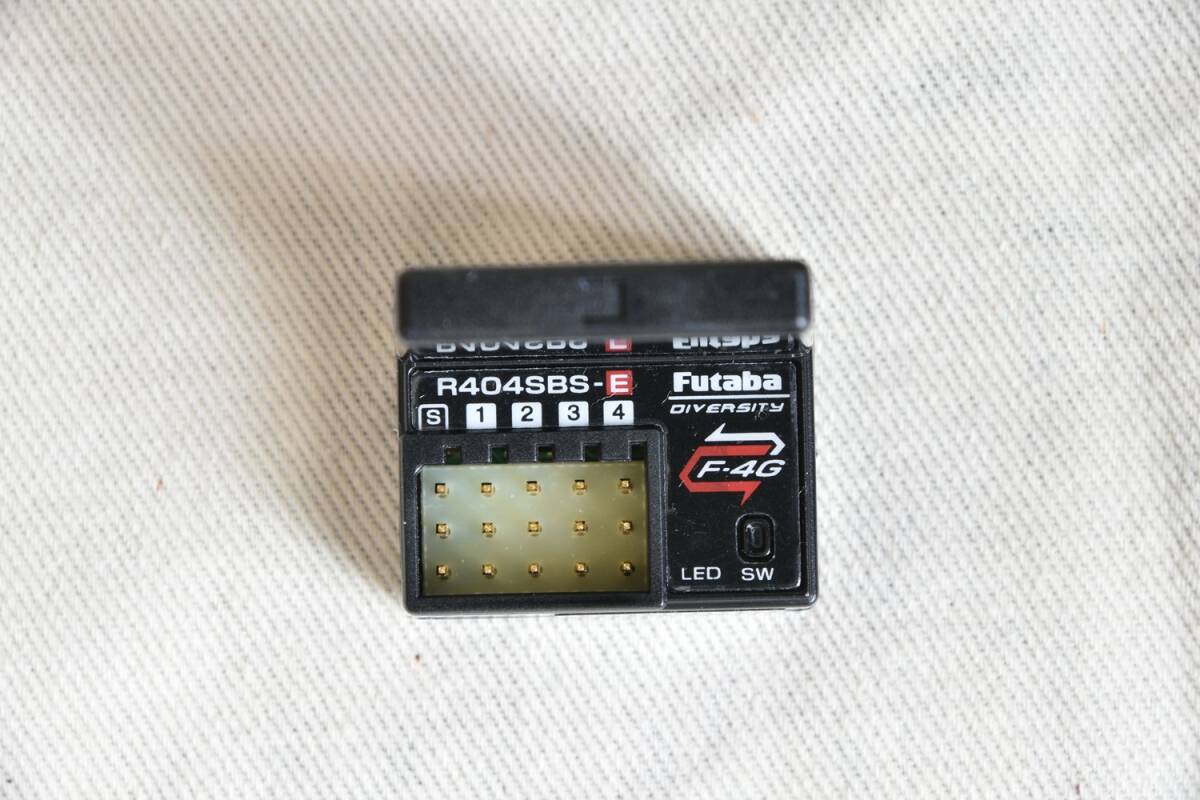 R404SBS-E
S 1 2 3 4
Futaba
DIVERSITY
F-4G
LED SW